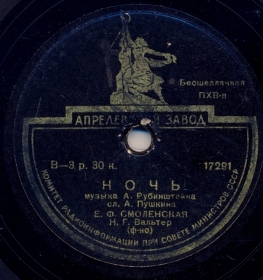 Бесшеллачная
ПХВ-я
АПРЕЛЕВСКИЙ ЗАВОД
В—3 р. 30 к.
17291
НОЧЬ
музыка А. Рубинштейна
сл. А. Пушкина
Е. Ф. СМОЛЕНСКАЯ
Н. Г. Вальтер
(ф-но)
КОМИТЕТ РАДИОИНФОРМАЦИИ ПРИ СОВЕТЕ МИНИСТРОВ СССР